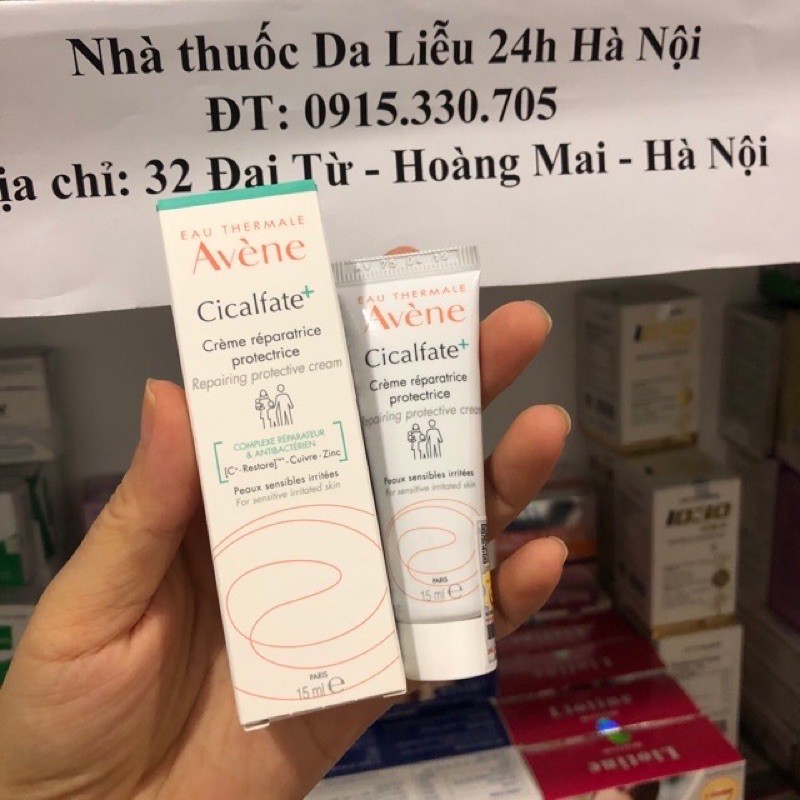 Nhà thuốc Da Liễu 24h Hà Nội
ĐT: 0915.330.705
ịa chỉ: 32 Đại Từ - Hoàng Mai - Hà Nội
EAU THERMALE
Avène
Cicalfate+
Crème réparatrice
protectrice
Repairing protective cream
COMPLEXE RÉPARATEUR
& ANTIBACTÉRIEN
[C+-Restore]™-Cuivre-Zinc
Peaux sensibles irritées
For sensitive irritated skin
PARIS
15 ml e
EAU THERMALE
Avène
Cicalfate+
Crème réparatrice
protectrice
Repairing protective cream
Peaux sensibles irritées
For sensitive irritated skin
PARIS
15 ml e